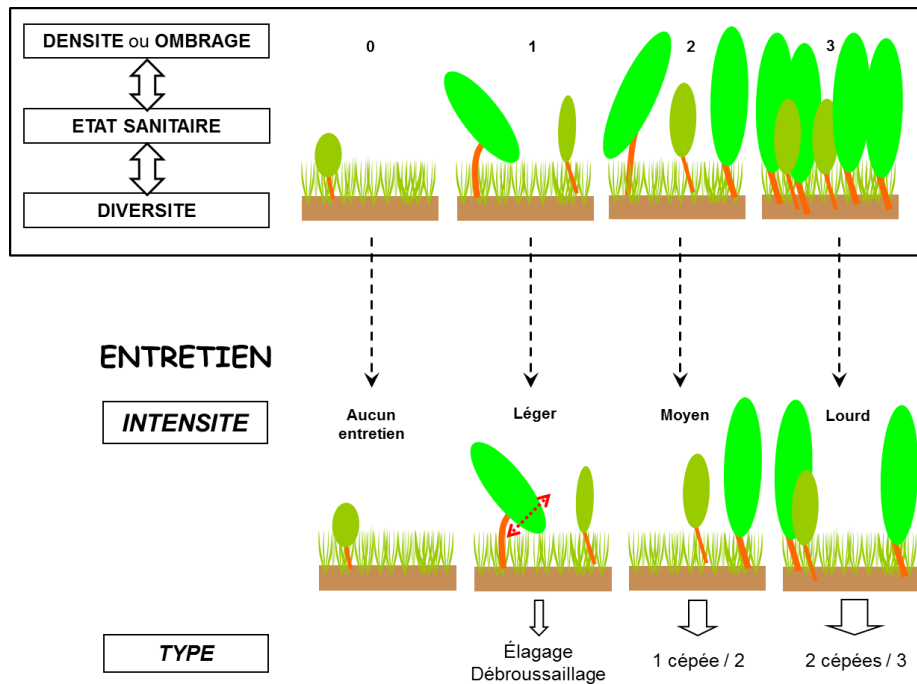 DENSITE ou OMBRAGE
0
1
2
3
ETAT SANITAIRE
DIVERSITE
ENTRETIEN
INTENSITE
Aucun
entretien
Léger
Moyen
Lourd
TYPE
Élagage
Débroussaillage
1 cépée / 2
2 cépées / 3